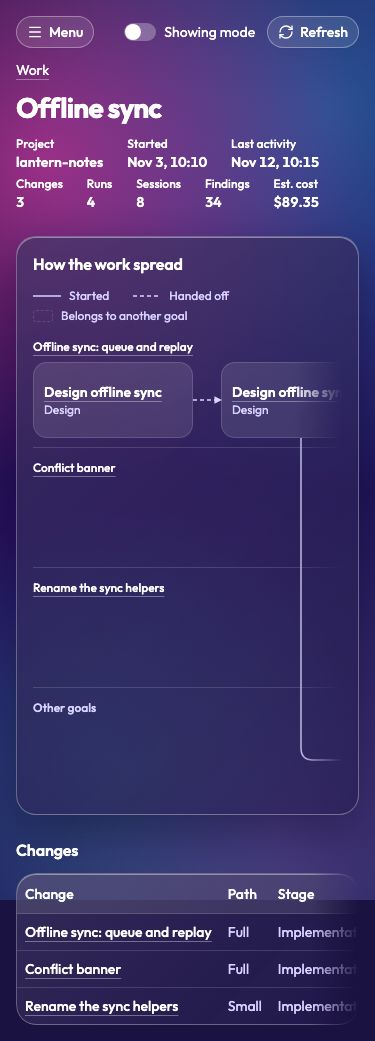 Menu Showing mode Refresh
Work
Offline sync
Project Started Last activity
lantern-notes Nov 3, 10:10 Nov 12, 10:15
Changes Runs Sessions Findings Est. cost
3 4 8 34 $89.35
How the work spread
Started Handed off
Belongs to another goal
Offline sync: queue and replay
Design offline sync Design offline
Design Design
Conflict banner
Rename the sync helpers
Other goals
Changes
Change Path Stage
Offline sync: queue and replay Full
Conflict banner Full
Rename the sync helpers Small